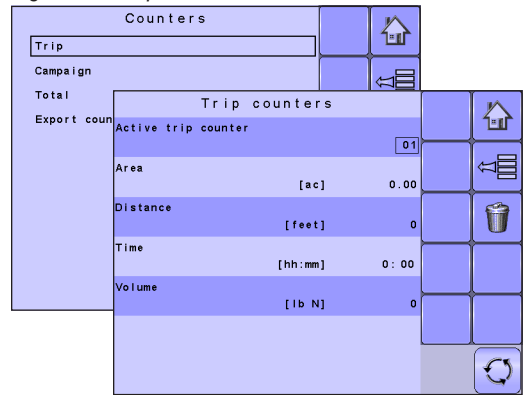 Counters
Trip
Campaign
Total
Export coun
Trip counters
Active trip counter
01
Area
[ac] 0.00
Distance
[feet] 0
Time
[hh:mm] 0:00
Volume
[lb N] 0